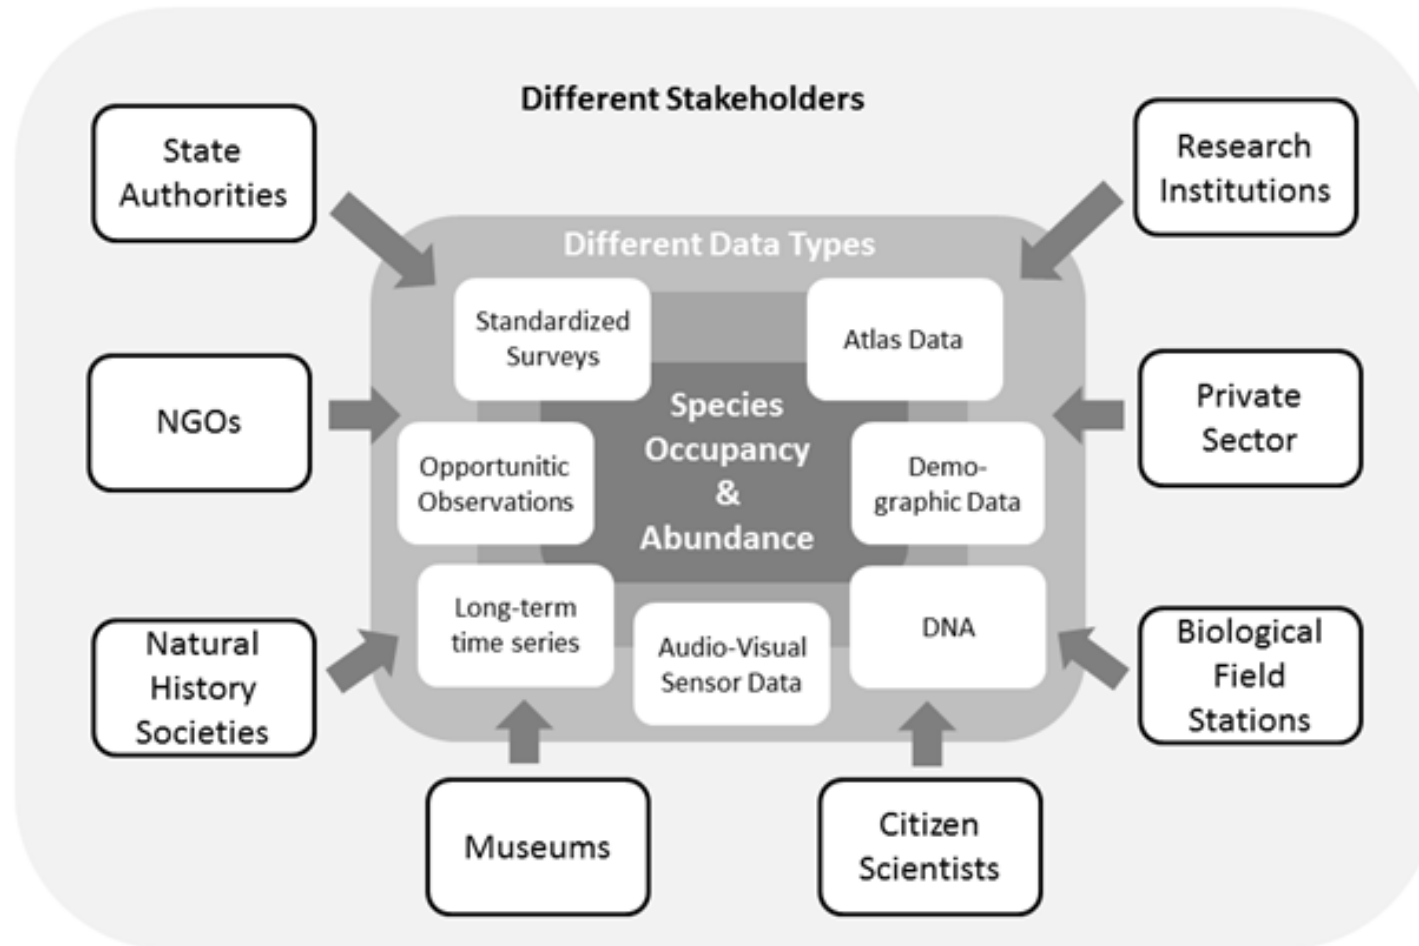 Different Stakeholders
State
Authorities
Research
Institutions
Different Data Types
Standardized
Surveys
Atlas Data
Species
Occupancy
&
Abundance
NGOs
Private
Sector
Opportunitic
Observations
Demo-
graphic Data
Long-term
time series
Audio-Visual
Sensor Data
DNA
Natural
History
Societies
Biological
Field
Stations
Museums
Citizen
Scientists